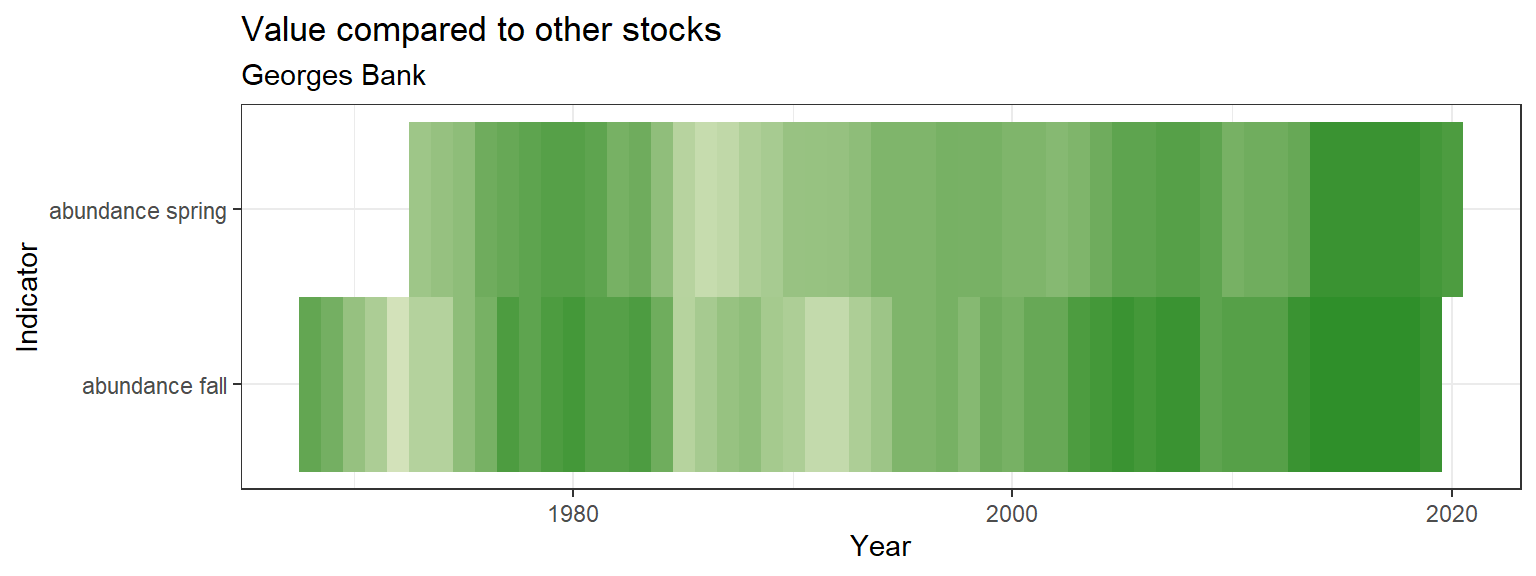 Value compared to other stocks
Georges Bank
Indicator
abundance spring
abundance fall
1980 2000 2020
Year